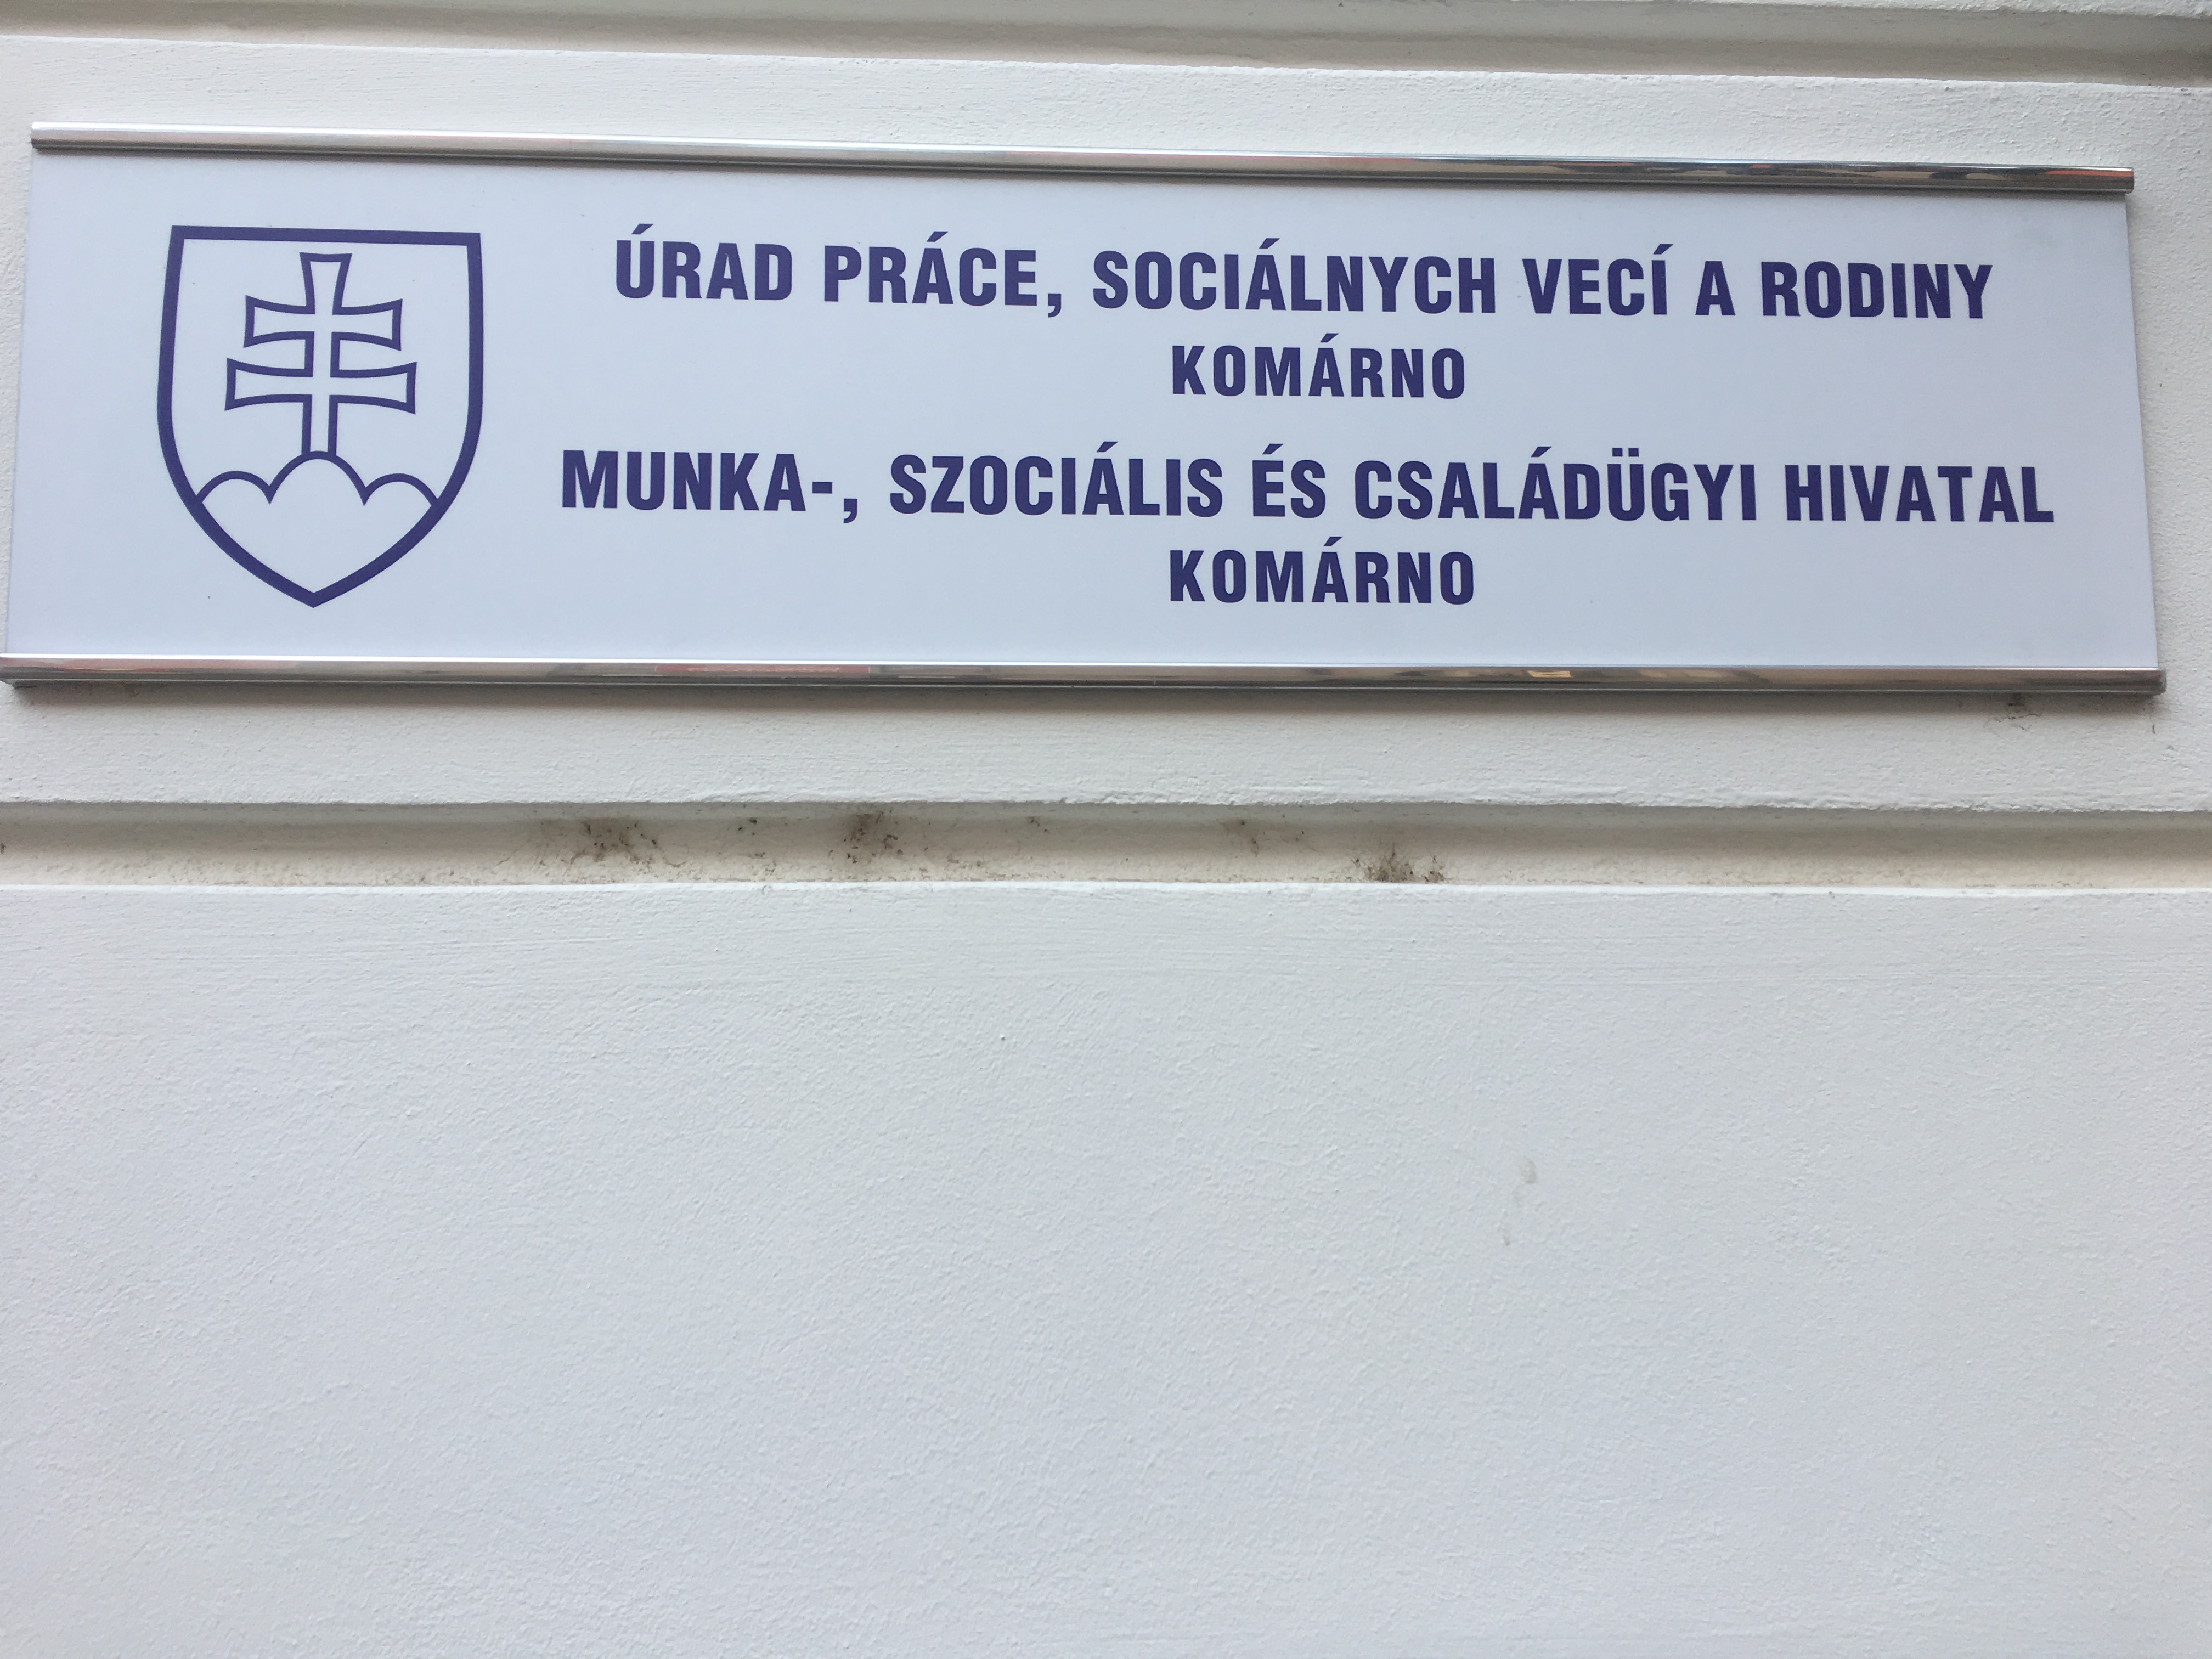 ÚRAD PRÁCE, SOCIÁLNYCH VECÍ A RODINY
KOMÁRNO
MUNKA-, SZOCIÁLIS ÉS CSALÁDÜGYI HIVATAL
KOMÁRNO